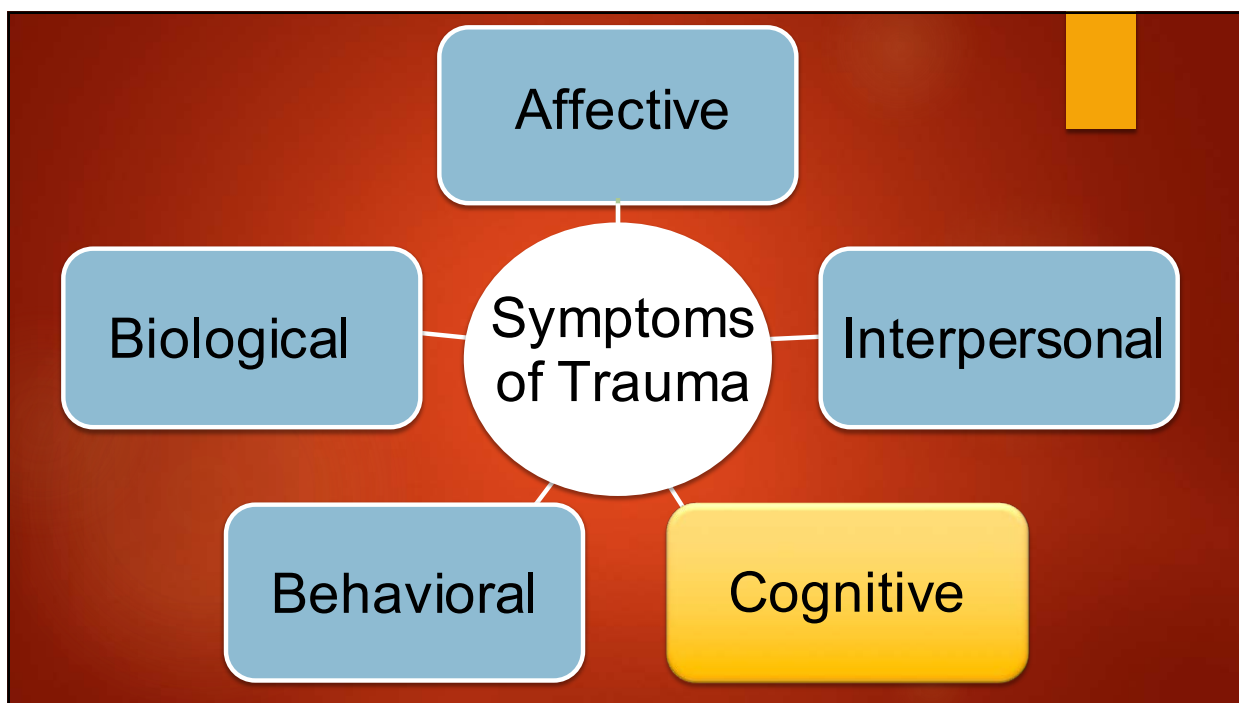 Affective
Biological
Symptoms
of Trauma
Interpersonal
Behavioral
Cognitive